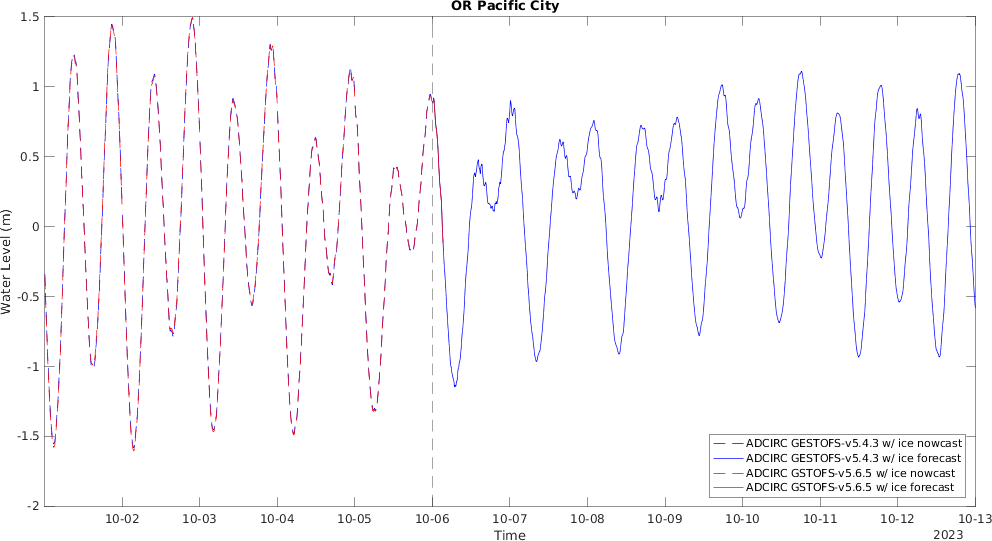 OR Pacific City
1.5
1
0.5
0
-0.5
-1
-1.5
-2
Water Level (m)
10-02 10-03 10-04 10-05 10-06 10-07 10-08 10-09 10-10 10-11 10-12 10-13
Time
2023
ADCIRC GESTOFS-v5.4.3 w/ ice nowcast
ADCIRC GESTOFS-v5.4.3 w/ ice forecast
ADCIRC GSTOFS-v5.6.5 w/ ice nowcast
ADCIRC GSTOFS-v5.6.5 w/ ice forecast